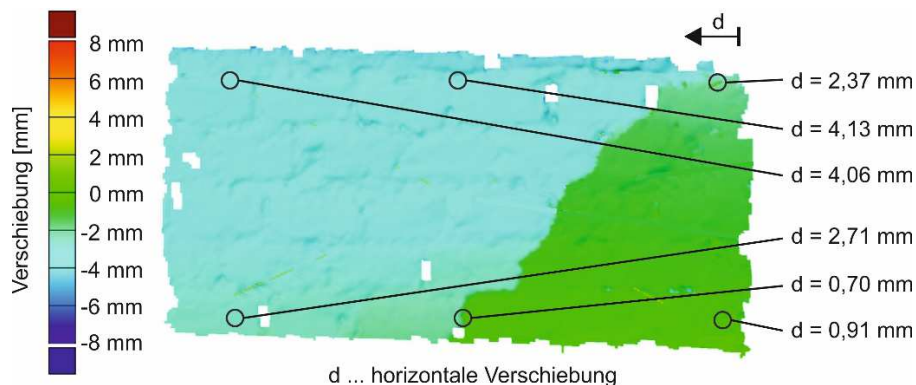 Verschiebung [mm]
8 mm
6 mm
4 mm
2 mm
0 mm
-2 mm
-4 mm
-6 mm
-8 mm
d
d = 2,37 mm
d = 4,13 mm
d = 4,06 mm
d = 2,71 mm
d = 0,70 mm
d = 0,91 mm
d ... horizontale Verschiebung